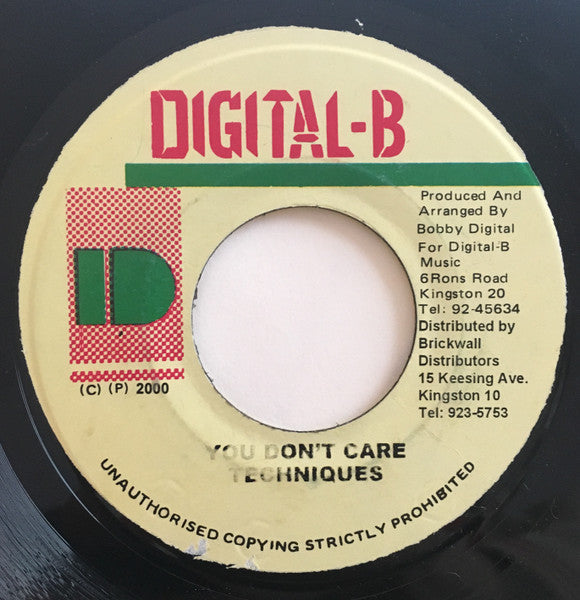 DIGITAL-B
D
Produced And
Arranged By
Bobby Digital
For Digital-B
Music
6Rons Road
Kingston 20
Tel: 92-45634
Distributed by
Brickwall
Distributors
15 Keesing Ave.
Kingston 10
Tel: 923-5753
(C) (P) 2000
YOU DON'T CARE
TECHNIQUES
UNAUTHORISED COPYING STRICTLY PROHIBITED